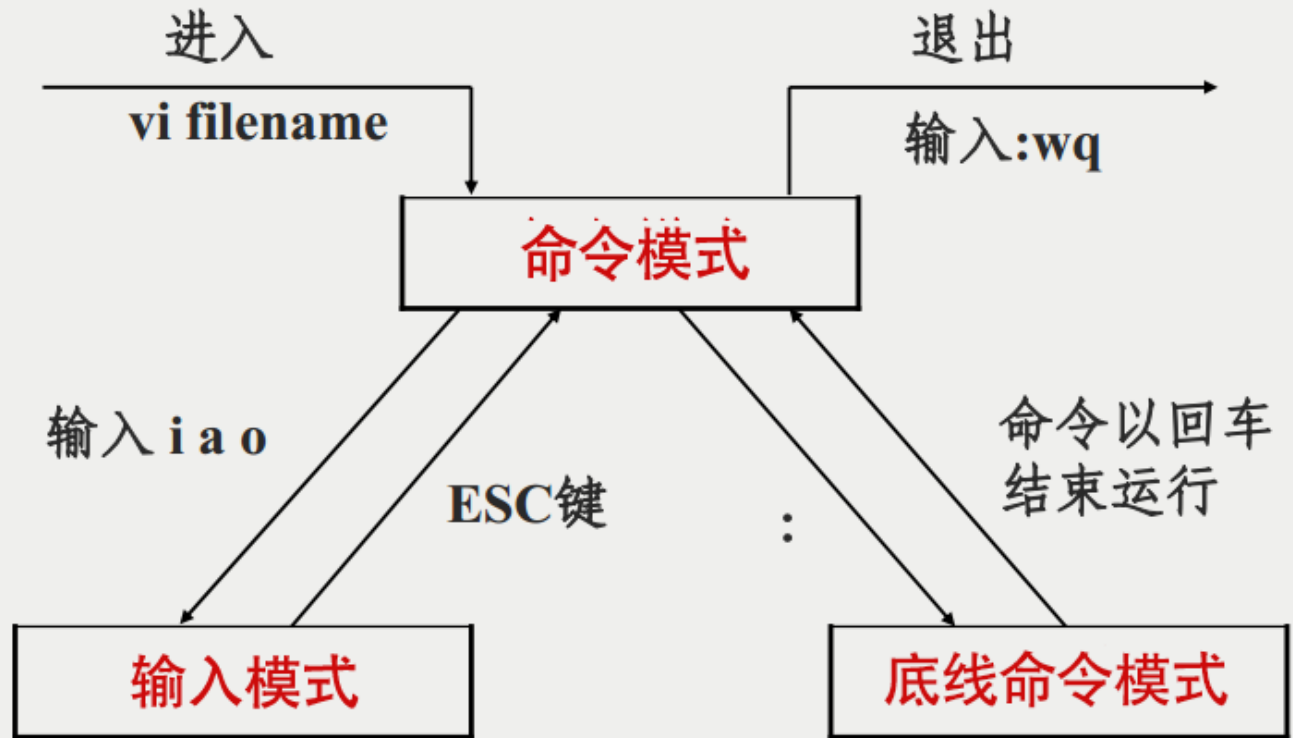 进入
退出
vi filename
输入:wq
命令模式
输入 i a o
命令以回车
ESC键
:
结束运行
输入模式
底线命令模式